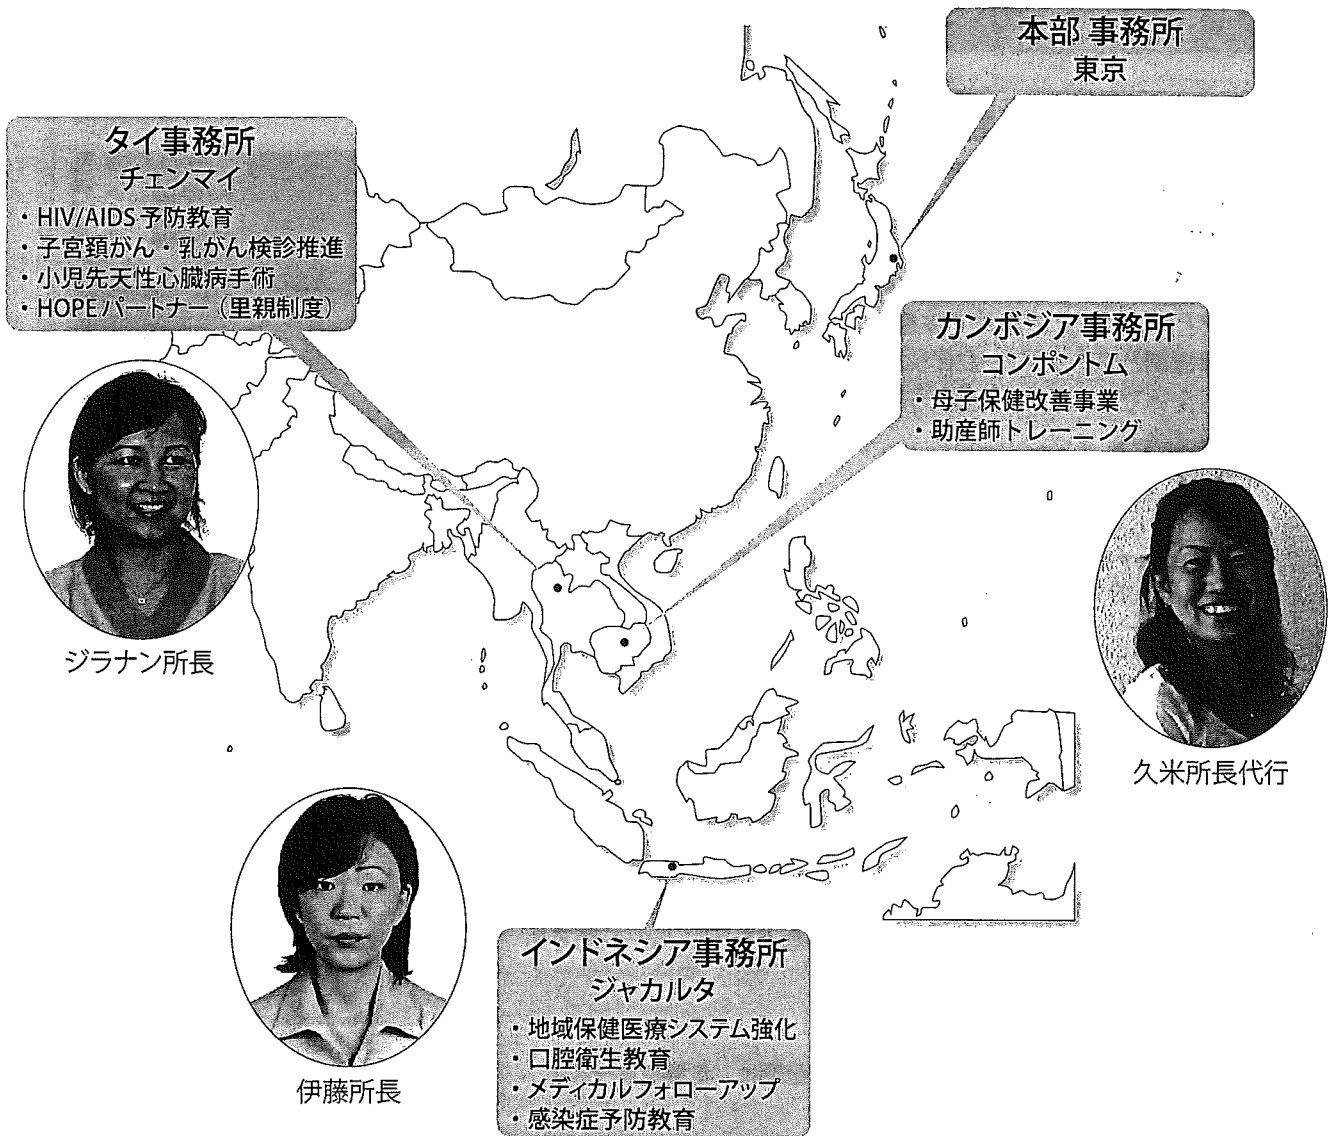 本部 事務所
東京
タイ事務所
チェンマイ
・HIV/AIDS 予防教育
・子宮頸がん・乳がん検診推進
・小児先天性心臓病手術
・HOPEパートナー（里親制度）
カンボジア事務所
コンポントム
・母子保健改善事業
・助産師トレーニング
ジラナン所長
久米所長代行
インドネシア事務所
ジャカルタ
・地域保健医療システム強化
・口腔衛生教育
・メディカルフォローアップ
・感染症予防教育
伊藤所長